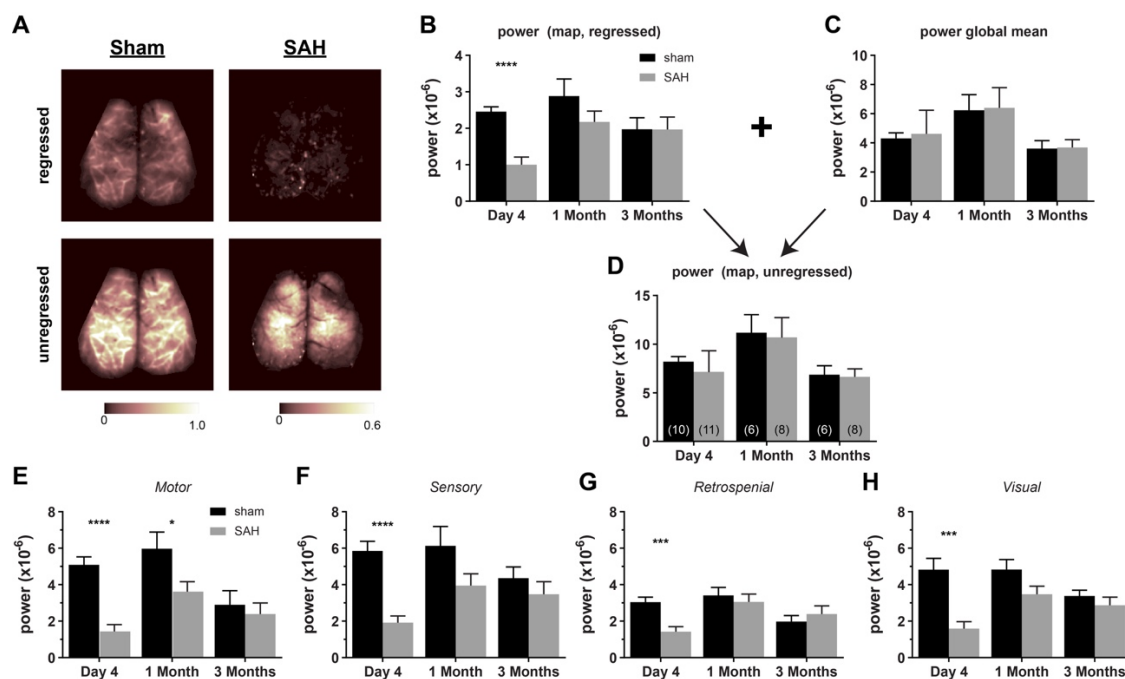 A
Sham
SAH
regressed
unregressed
0
1.0
0
0.6
B
power (map, regressed)
sham
SAH
****
power (x10⁻⁶)
4
3
2
1
0
Day 4
1 Month
3 Months
+
C
power global mean
power (x10⁻⁶)
10
8
6
4
2
0
Day 4
1 Month
3 Months
D
power (map, unregressed)
power (x10⁻⁶)
15
10
5
0
(10)
(11)
(6)
(8)
(6)
(8)
Day 4
1 Month
3 Months
E
Motor
sham
SAH
****
*
power (x10⁻⁶)
8
6
4
2
0
Day 4
1 Month
3 Months
F
Sensory
****
power (x10⁻⁶)
8
6
4
2
0
Day 4
1 Month
3 Months
G
Retrospenial
***
power (x10⁻⁶)
8
6
4
2
0
Day 4
1 Month
3 Months
H
Visual
***
power (x10⁻⁶)
8
6
4
2
0
Day 4
1 Month
3 Months